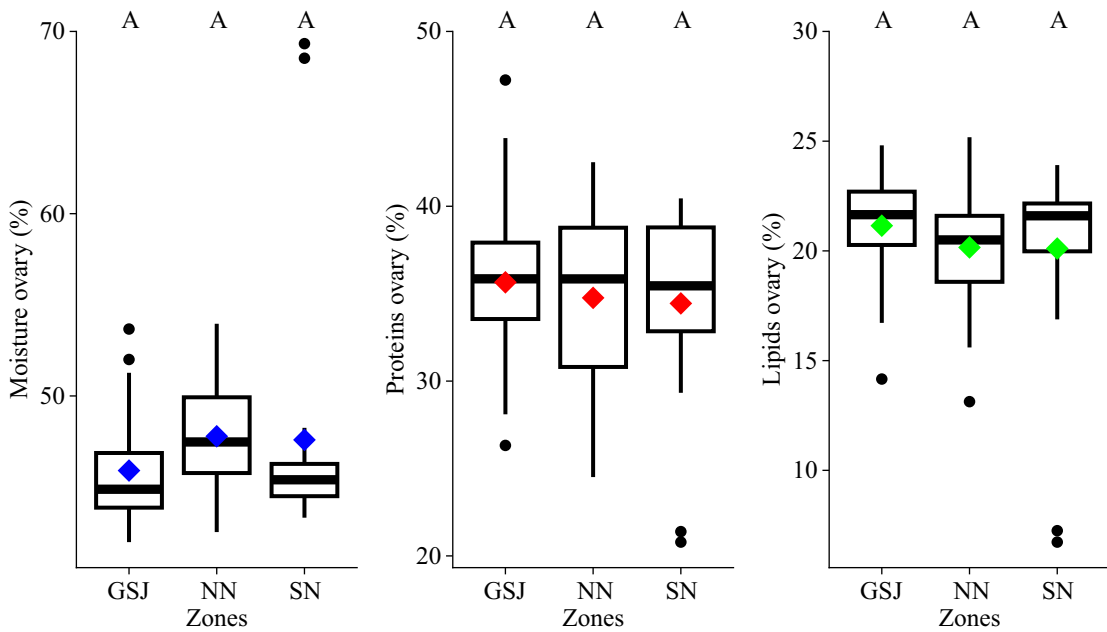 A A A
70
60
50
Moisture ovary (%)
GSJ NN SN
Zones
A A A
50
40
30
20
Proteins ovary (%)
GSJ NN SN
Zones
A A A
30
25
20
15
10
Lipids ovary (%)
GSJ NN SN
Zones